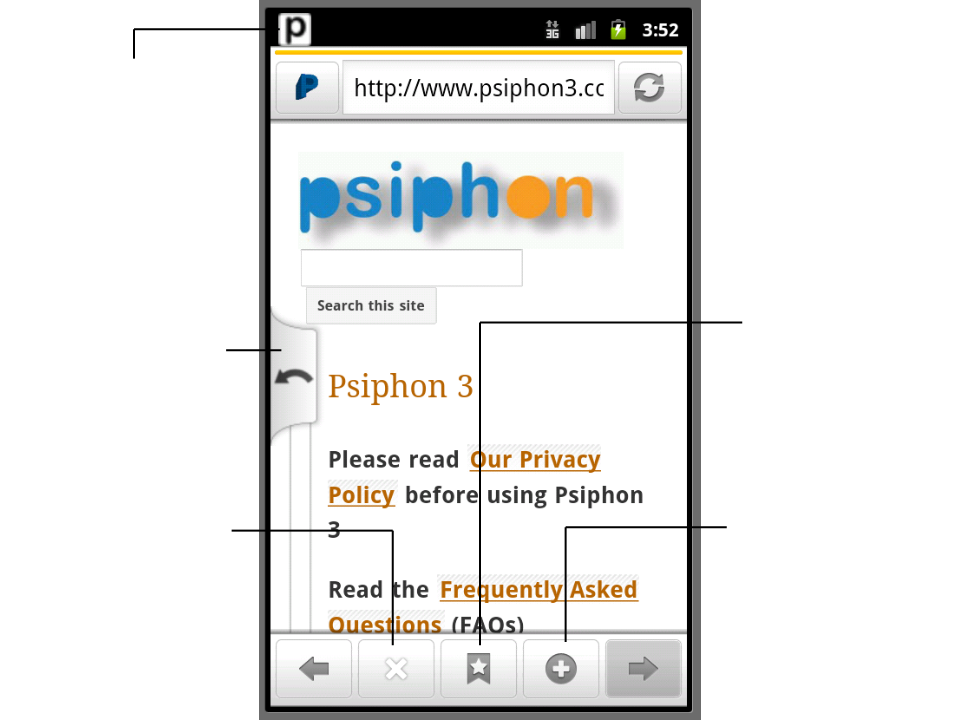 p
3G
3:52
P
http://www.psiphon3.cc
psiphon
Search this site
Psiphon 3
Please read Our Privacy
Policy before using Psiphon
3
Read the Frequently Asked
Questions (FAQs)